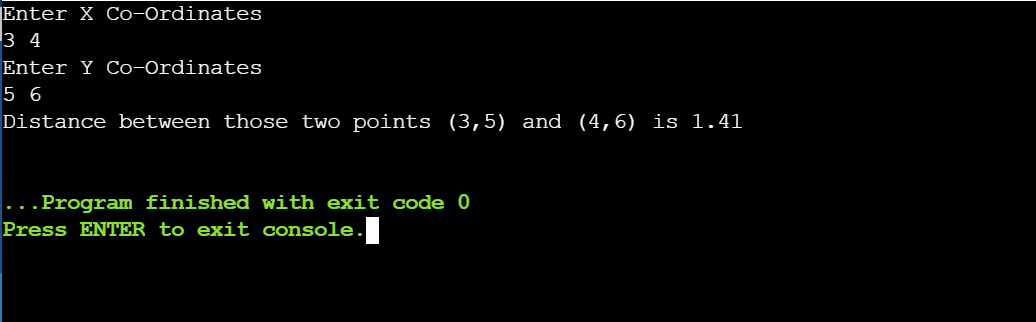 Enter X Co-Ordinates
3 4
Enter Y Co-Ordinates
5 6
Distance between those two points (3,5) and (4,6) is 1.41
...Program finished with exit code 0
Press ENTER to exit console.